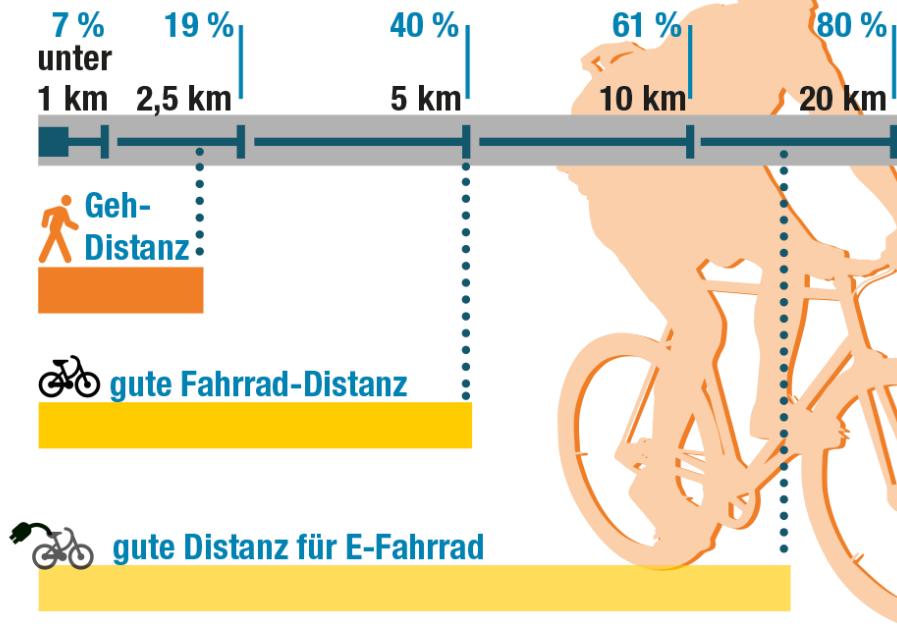 7 % 19 % 40 % 61 % 80 %
unter
1 km 2,5 km 5 km 10 km 20 km
Geh-
Distanz
gute Fahrrad-Distanz
gute Distanz für E-Fahrrad